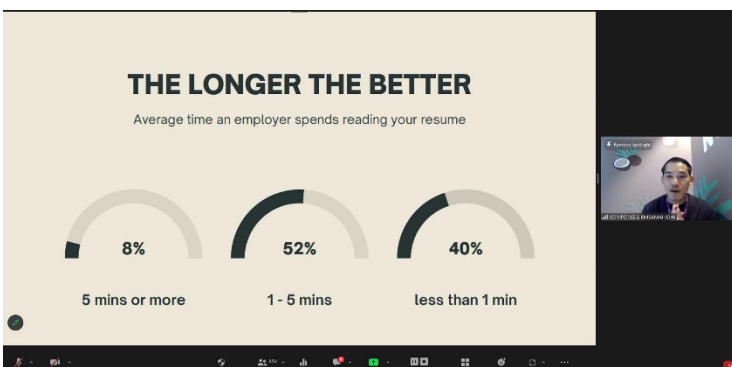 THE LONGER THE BETTER
Average time an employer spends reading your resume
8%
52%
40%
5 mins or more
1 - 5 mins
less than 1 min